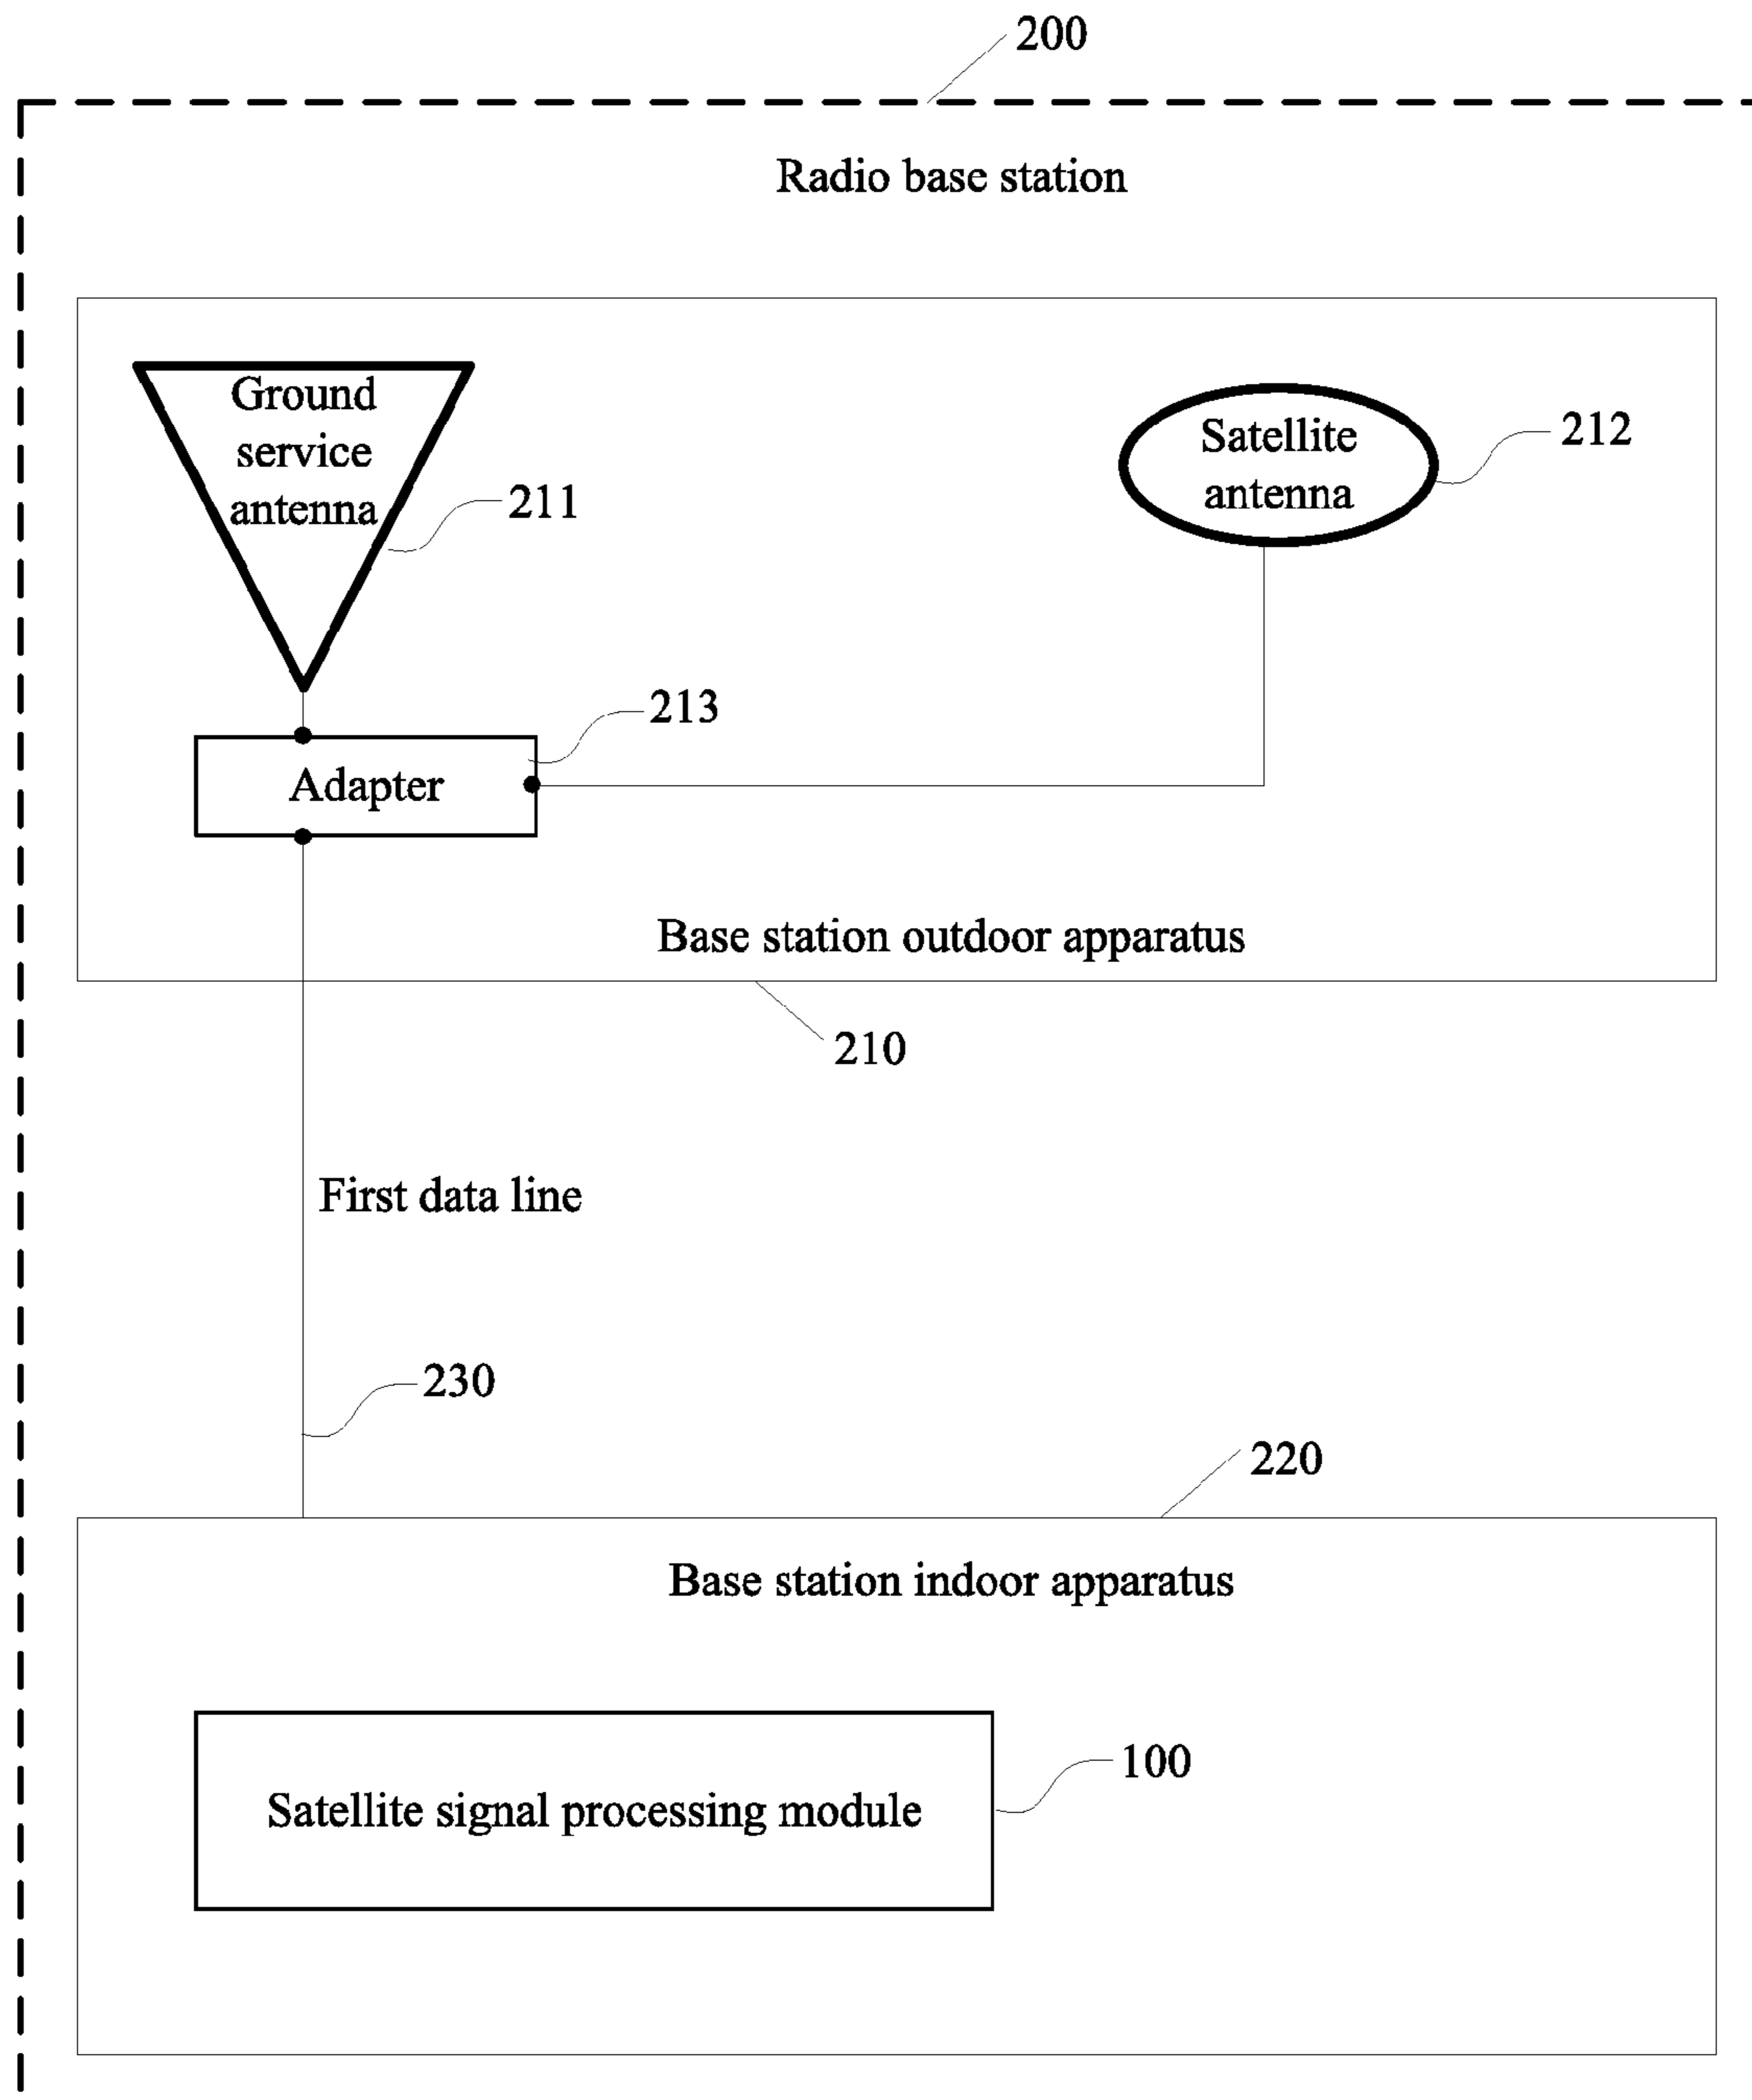 200
Radio base station
Ground
service
antenna
211
Satellite
antenna
212
213
Adapter
Base station outdoor apparatus
210
First data line
230
220
Base station indoor apparatus
100
Satellite signal processing module